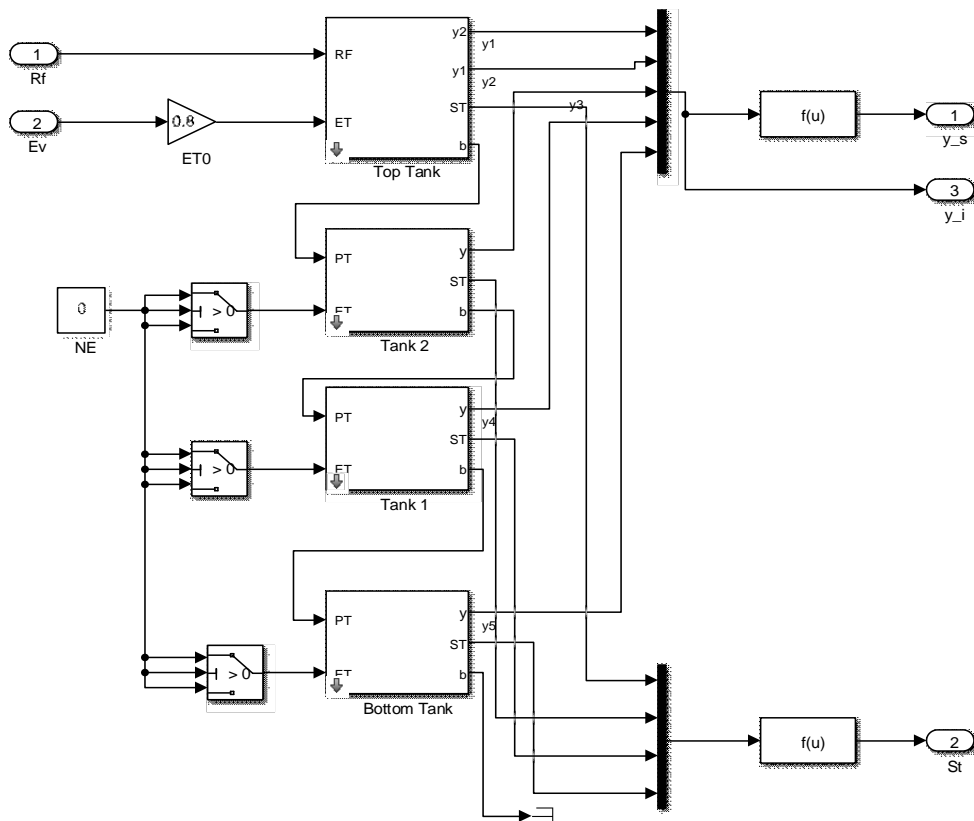 1
Rf
2
Ev
0.8
ET0
RF
ET
y2
y1
ST
b
Top Tank
y1
y2
y3
f(u)
1
y_s
3
y_i
PT
ET
y
ST
b
Tank 2
0
NE
> 0
PT
ET
y
ST
b
Tank 1
y4
> 0
PT
ET
y
ST
b
Bottom Tank
y5
> 0
f(u)
2
St